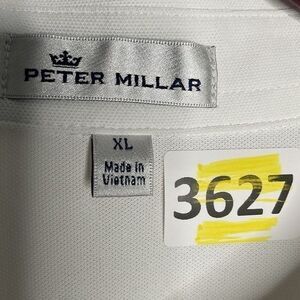 PETER MILLAR
XL
Made in
Vietnam
3627